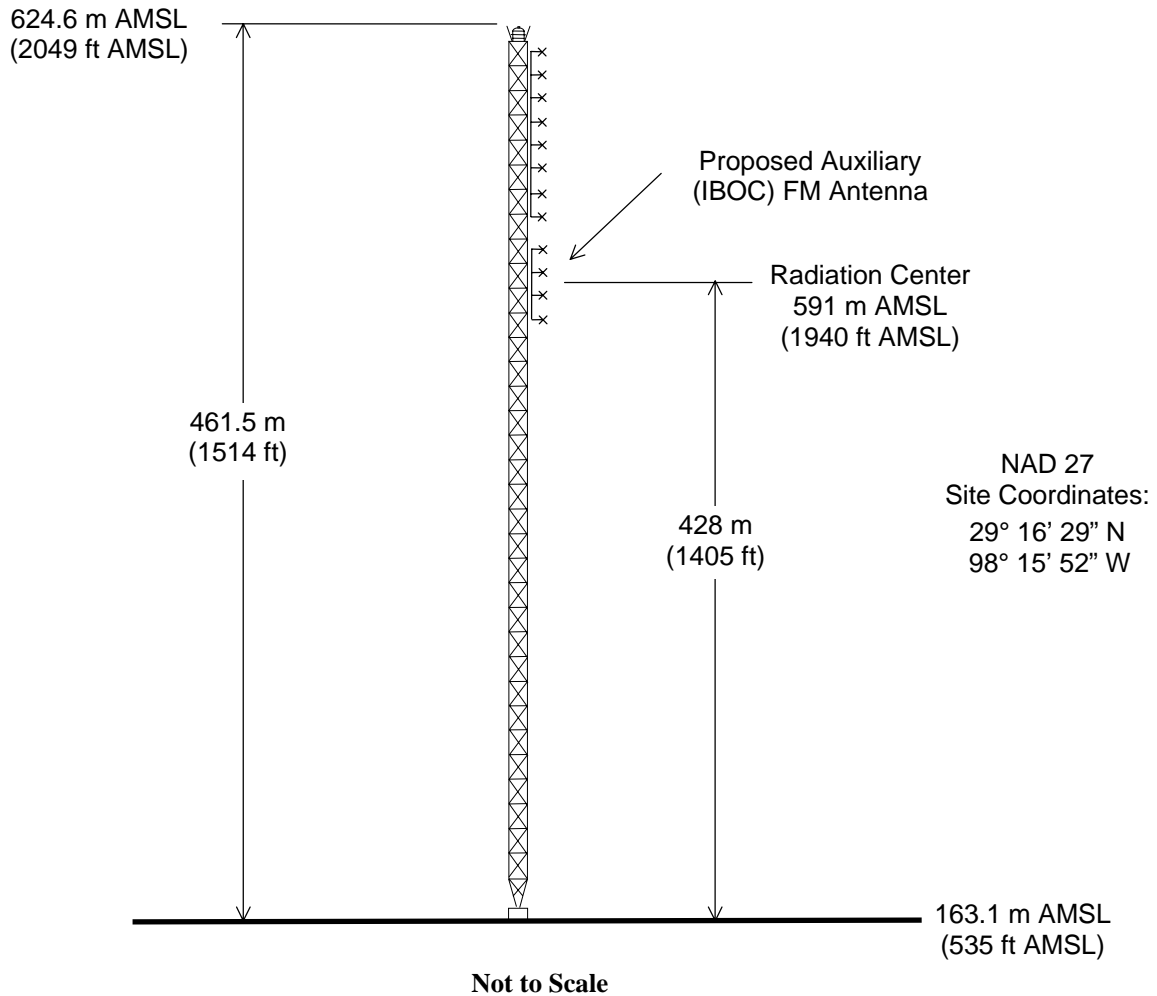 624.6 m AMSL
(2049 ft AMSL)
Proposed Auxiliary
(IBOC) FM Antenna
Radiation Center
591 m AMSL
(1940 ft AMSL)
461.5 m
(1514 ft)
NAD 27
Site Coordinates:
29° 16’ 29” N
98° 15’ 52” W
428 m
(1405 ft)
163.1 m AMSL
(535 ft AMSL)
Not to Scale